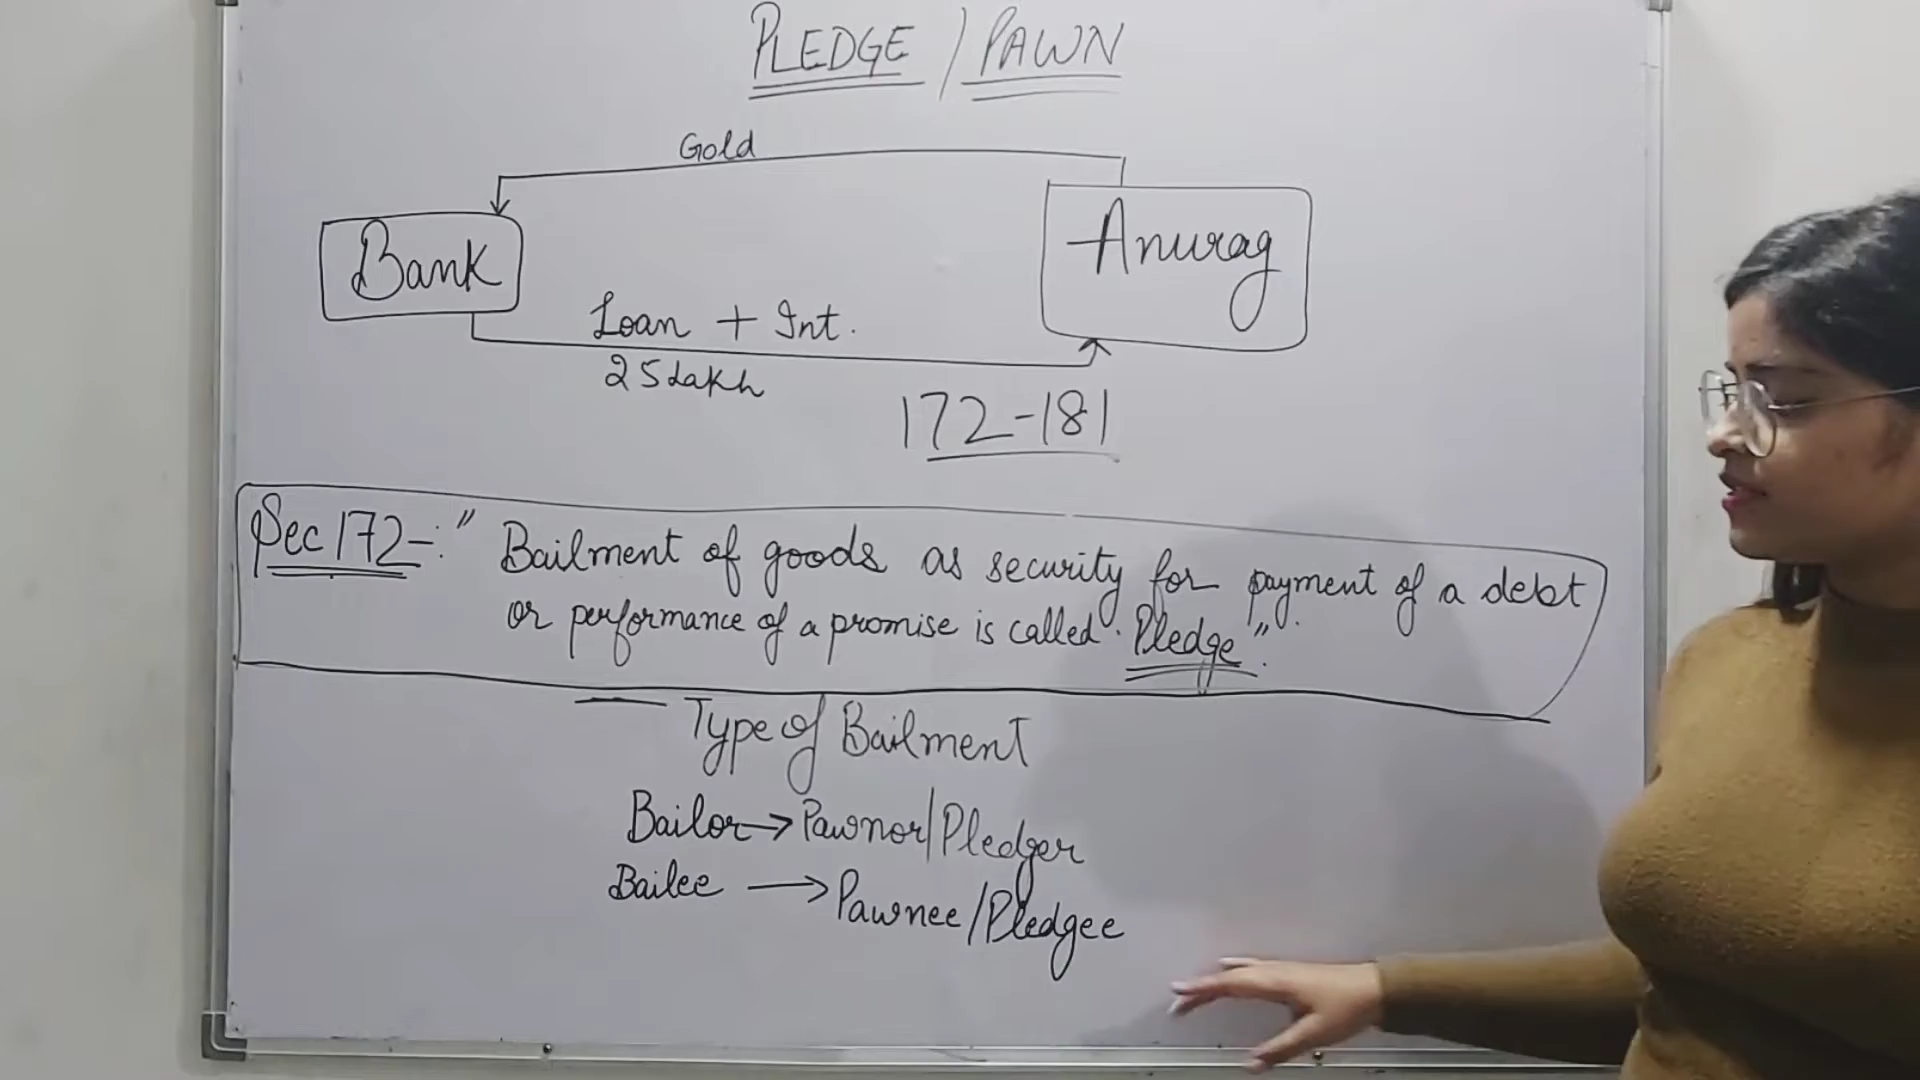 PLEDGE / PAWN
Gold
Bank
Anurag
Loan + Int.
25 Lakh
172-181
Sec 172-: " Bailment of goods as security for payment of a debt
or performance of a promise is called. Pledge".
Type of Bailment
Bailor → Pawnor/Pledger
Bailee → Pawnee/Pledgee